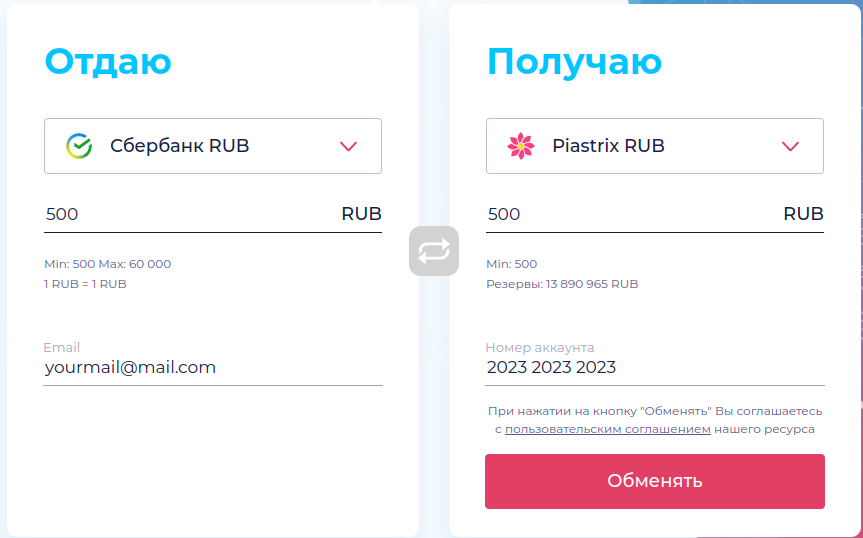 Отдаю
Сбербанк RUB
500 RUB
Min: 500 Max: 60 000
1 RUB = 1 RUB
Email
yourmail@mail.com
Получаю
Piastrix RUB
500 RUB
Min: 500
Резервы: 13 890 965 RUB
Номер аккаунта
2023 2023 2023
При нажатии на кнопку "Обменять" Вы соглашаетесь
с пользовательским соглашением нашего ресурса
Обменять